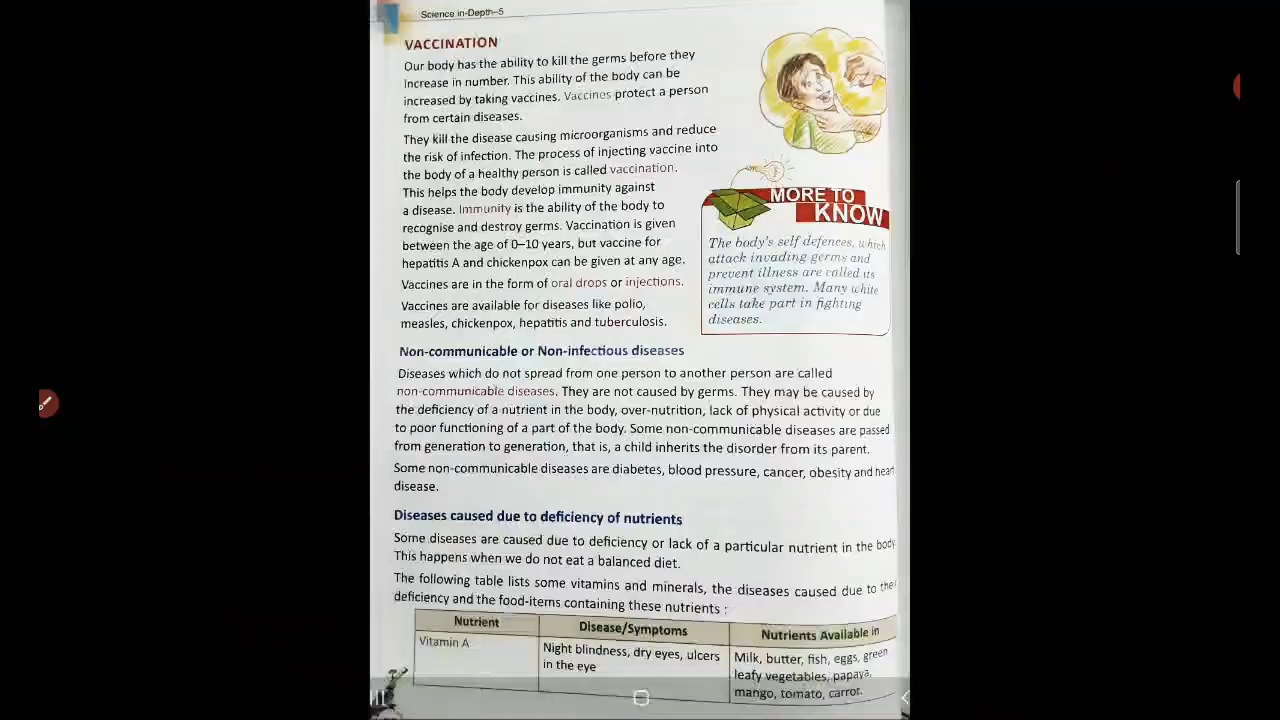 Science in-Depth–5
VACCINATION
Our body has the ability to kill the germs before they
increase in number. This ability of the body can be
increased by taking vaccines. Vaccines protect a person
from certain diseases.
They kill the disease causing microorganisms and reduce
the risk of infection. The process of injecting vaccine into
the body of a healthy person is called vaccination.
This helps the body develop immunity against
a disease. Immunity is the ability of the body to
recognise and destroy germs. Vaccination is given
between the age of 0–10 years, but vaccine for
hepatitis A and chickenpox can be given at any age.
Vaccines are in the form of oral drops or injections.
Vaccines are available for diseases like polio,
measles, chickenpox, hepatitis and tuberculosis.
MORE TO
KNOW
The body's self defences, which
attack invading germs and
prevent illness are called its
immune system. Many white
cells take part in fighting
diseases.
Non-communicable or Non-infectious diseases
Diseases which do not spread from one person to another person are called
non-communicable diseases. They are not caused by germs. They may be caused by
the deficiency of a nutrient in the body, over-nutrition, lack of physical activity or due
to poor functioning of a part of the body. Some non-communicable diseases are passed
from generation to generation, that is, a child inherits the disorder from its parent.
Some non-communicable diseases are diabetes, blood pressure, cancer, obesity and heart
disease.
Diseases caused due to deficiency of nutrients
Some diseases are caused due to deficiency or lack of a particular nutrient in the body
This happens when we do not eat a balanced diet.
The following table lists some vitamins and minerals, the diseases caused due to the
deficiency and the food-items containing these nutrients :
Nutrient Disease/Symptoms Nutrients Available in
Vitamin A Night blindness, dry eyes, ulcers Milk, butter, fish, eggs, green
in the eye leafy vegetables, papaya,
mango, tomato, carrot.